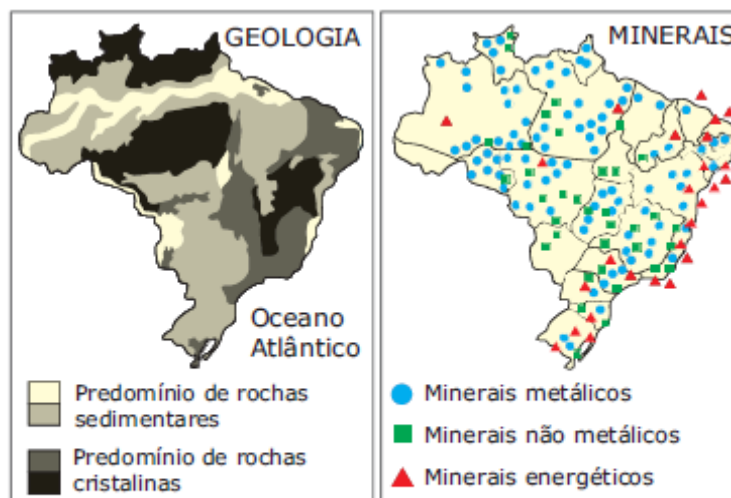 GEOLOGIA
Oceano
Atlântico
Predomínio de rochas
sedimentares
Predomínio de rochas
cristalinas
MINERAIS
Minerais metálicos
Minerais não metálicos
Minerais energéticos